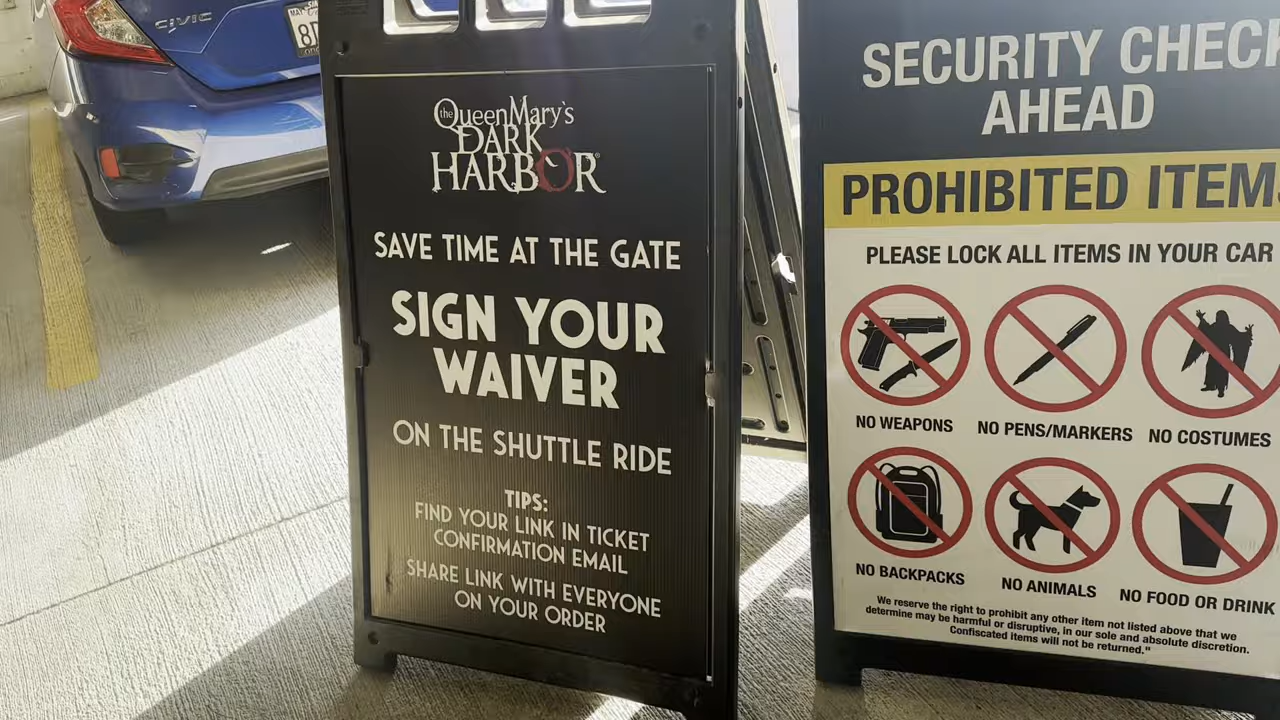 CIVIC
MAY
8
the QueenMary's
DARK
HARBOR
SAVE TIME AT THE GATE
SIGN YOUR
WAIVER
ON THE SHUTTLE RIDE
TIPS:
FIND YOUR LINK IN TICKET
CONFIRMATION EMAIL
SHARE LINK WITH EVERYONE
ON YOUR ORDER
SECURITY CHECK
AHEAD
PROHIBITED ITEMS
PLEASE LOCK ALL ITEMS IN YOUR CAR
NO WEAPONS
NO PENS/MARKERS
NO COSTUMES
NO BACKPACKS
NO ANIMALS
NO FOOD OR DRINK
We reserve the right to prohibit any other item not listed above that we
determine may be harmful or disruptive, in our sole and absolute discretion.
Confiscated items will not be returned."